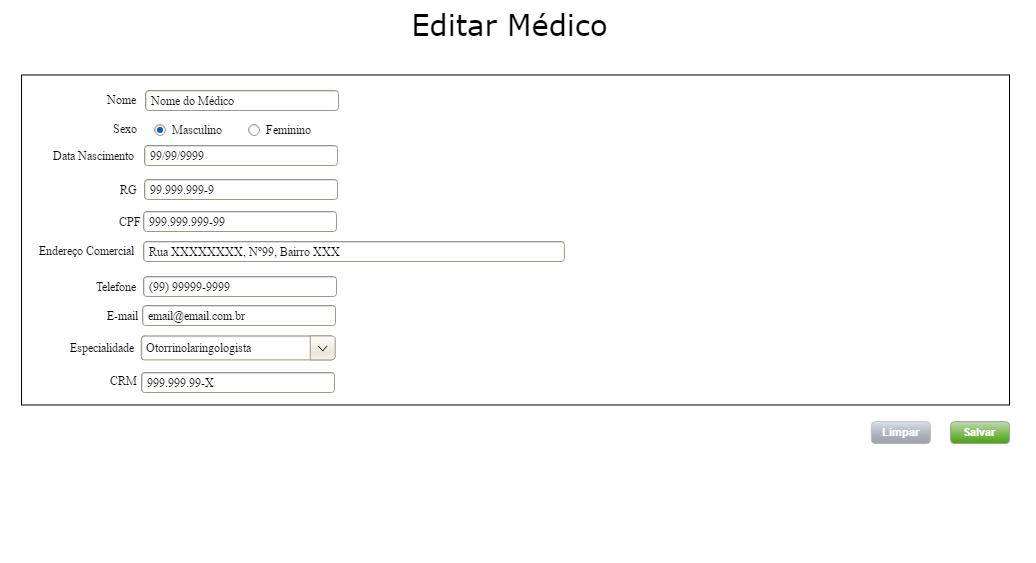 Editar Médico
Nome Nome do Médico
Sexo Masculino Feminino
Data Nascimento 99/99/9999
RG 99.999.999-9
CPF 999.999.999-99
Endereço Comercial Rua XXXXXXXX, Nº99, Bairro XXX
Telefone (99) 99999-9999
E-mail email@email.com.br
Especialidade Otorrinolaringologista
CRM 999.999.99-X
Limpar Salvar